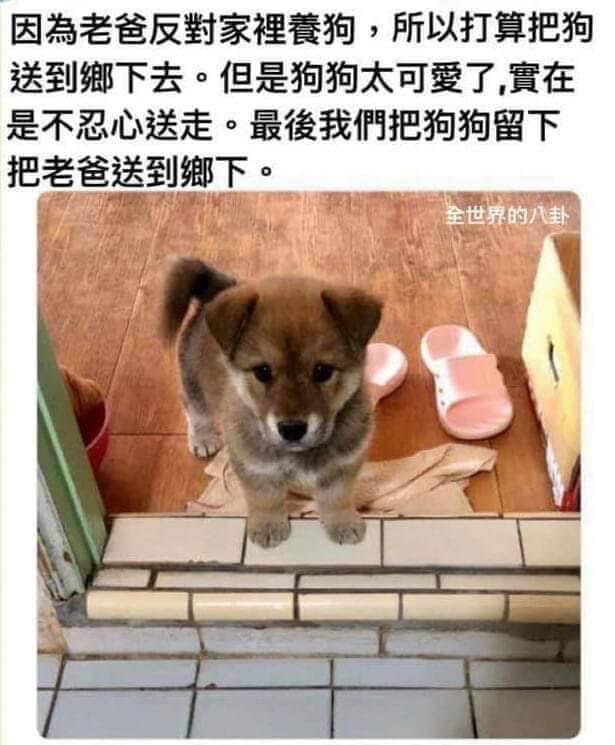 因為老爸反對家裡養狗，所以打算把狗
送到鄉下去。但是狗狗太可愛了,實在
是不忍心送走。最後我們把狗狗留下
把老爸送到鄉下。
全世界的八卦